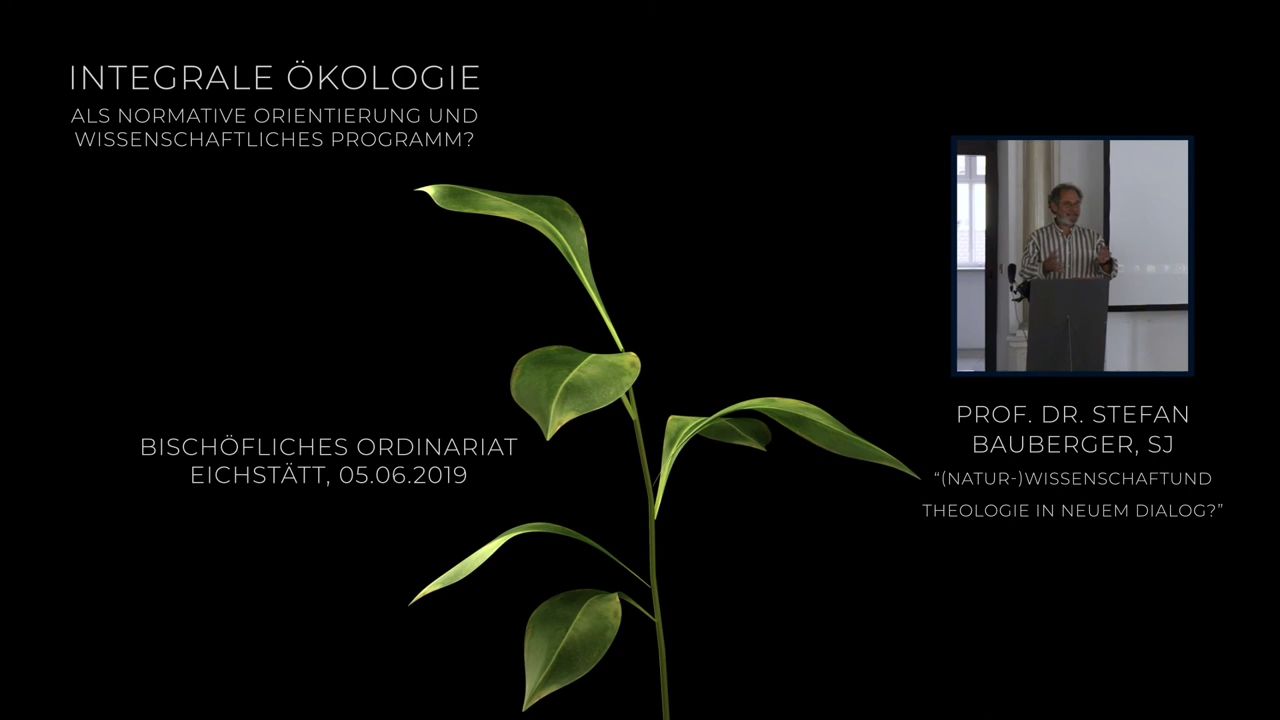 INTEGRALE ÖKOLOGIE
ALS NORMATIVE ORIENTIERUNG UND
WISSENSCHAFTLICHES PROGRAMM?
BISCHÖFLICHES ORDINARIAT
EICHSTÄTT, 05.06.2019
PROF. DR. STEFAN
BAUBERGER, SJ
“(NATUR-)WISSENSCHAFTUND
THEOLOGIE IN NEUEM DIALOG?”